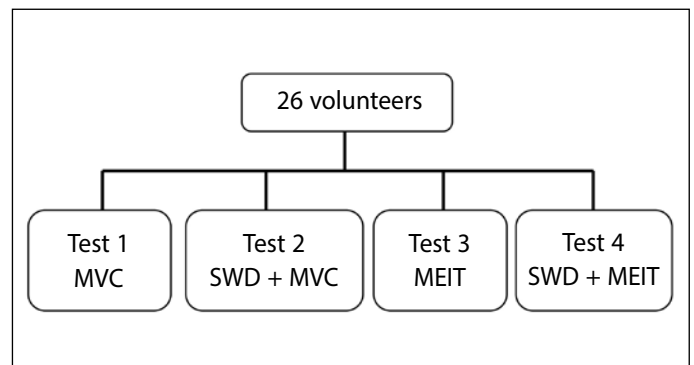 26 volunteers
Test 1
MVC
Test 2
SWD + MVC
Test 3
MEIT
Test 4
SWD + MEIT